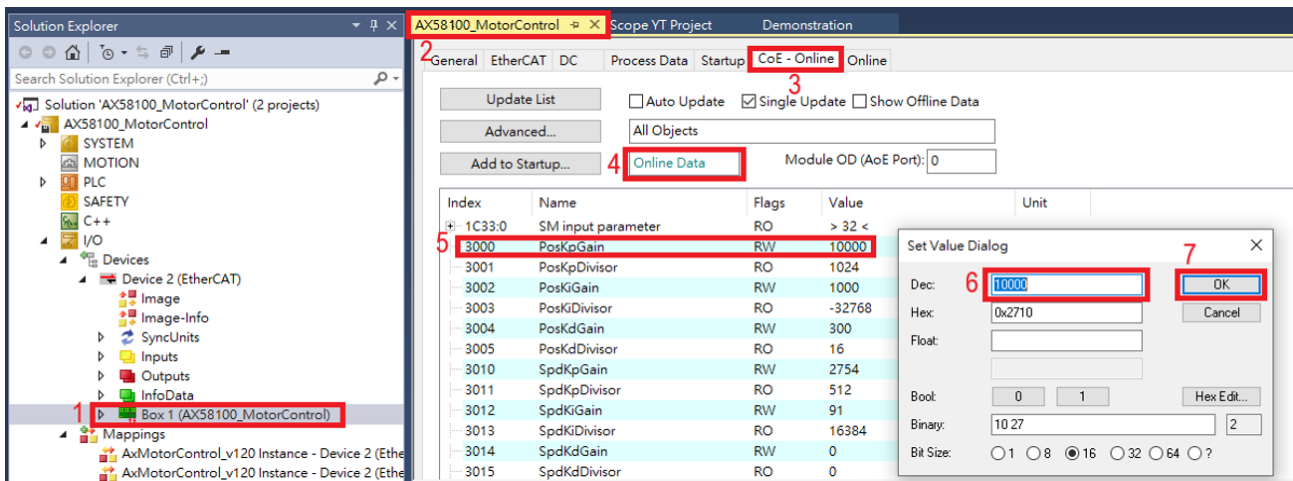 Solution Explorer
Search Solution Explorer (Ctrl+;)
Solution 'AX58100_MotorControl' (2 projects)
AX58100_MotorControl
SYSTEM
MOTION
PLC
SAFETY
C++
I/O
Devices
Device 2 (EtherCAT)
Image
Image-Info
SyncUnits
Inputs
Outputs
InfoData
1 Box 1 (AX58100_MotorControl)
Mappings
AxMotorControl_v120 Instance - Device 2 (Ethe
AxMotorControl_v120 Instance - Device 2 (Ethe
AX58100_MotorControl Scope YT Project Demonstration
2
General EtherCAT DC Process Data Startup CoE - Online Online
3
Update List Auto Update Single Update Show Offline Data
Advanced... All Objects
Add to Startup... 4 Online Data Module OD (AoE Port): 0
Index Name Flags Value Unit
1C33:0 SM input parameter RO > 32 <
5 3000 PosKpGain RW 10000
3001 PosKpDivisor RO 1024
3002 PosKiGain RW 1000
3003 PosKiDivisor RO -32768
3004 PosKdGain RW 300
3005 PosKdDivisor RO 16
3010 SpdKpGain RW 2754
3011 SpdKpDivisor RO 512
3012 SpdKiGain RW 91
3013 SpdKiDivisor RO 16384
3014 SpdKdGain RW 0
3015 SpdKdDivisor RO 0
Set Value Dialog
7
Dec: 6 10000 OK
Hex: 0x2710 Cancel
Float:
Bool: 0 1 Hex Edit...
Binary: 10 27 2
Bit Size: 1 8 16 32 64 ?